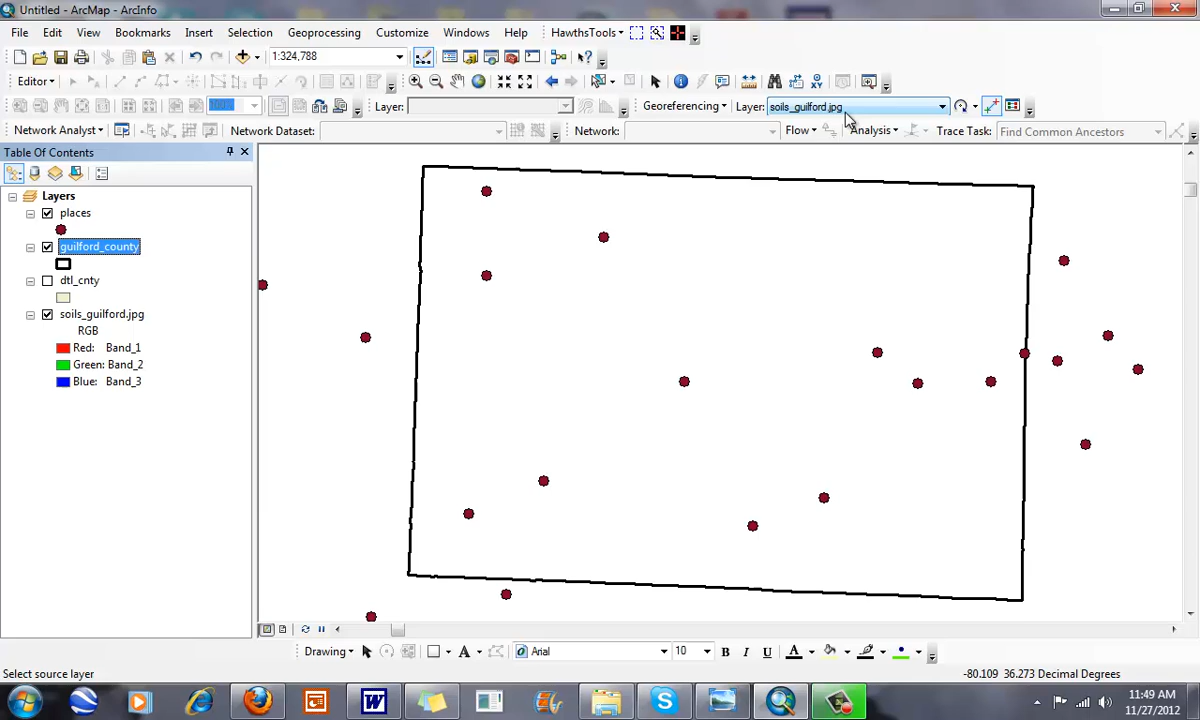 Untitled - ArcMap - ArcInfo
File Edit View Bookmarks Insert Selection Geoprocessing Customize Windows Help HawthsTools
1:324,788
Editor
Layer: Georeferencing Layer: soils_guilford.jpg
Network Analyst Network Dataset: Network: Flow Analysis Trace Task: Find Common Ancestors
Table Of Contents
Layers
places
guilford_county
dtl_cnty
soils_guilford.jpg
RGB
Red: Band_1
Green: Band_2
Blue: Band_3
Drawing A Arial 10 B I U A
Select source layer -80.109 36.273 Decimal Degrees
11:49 AM
11/27/2012